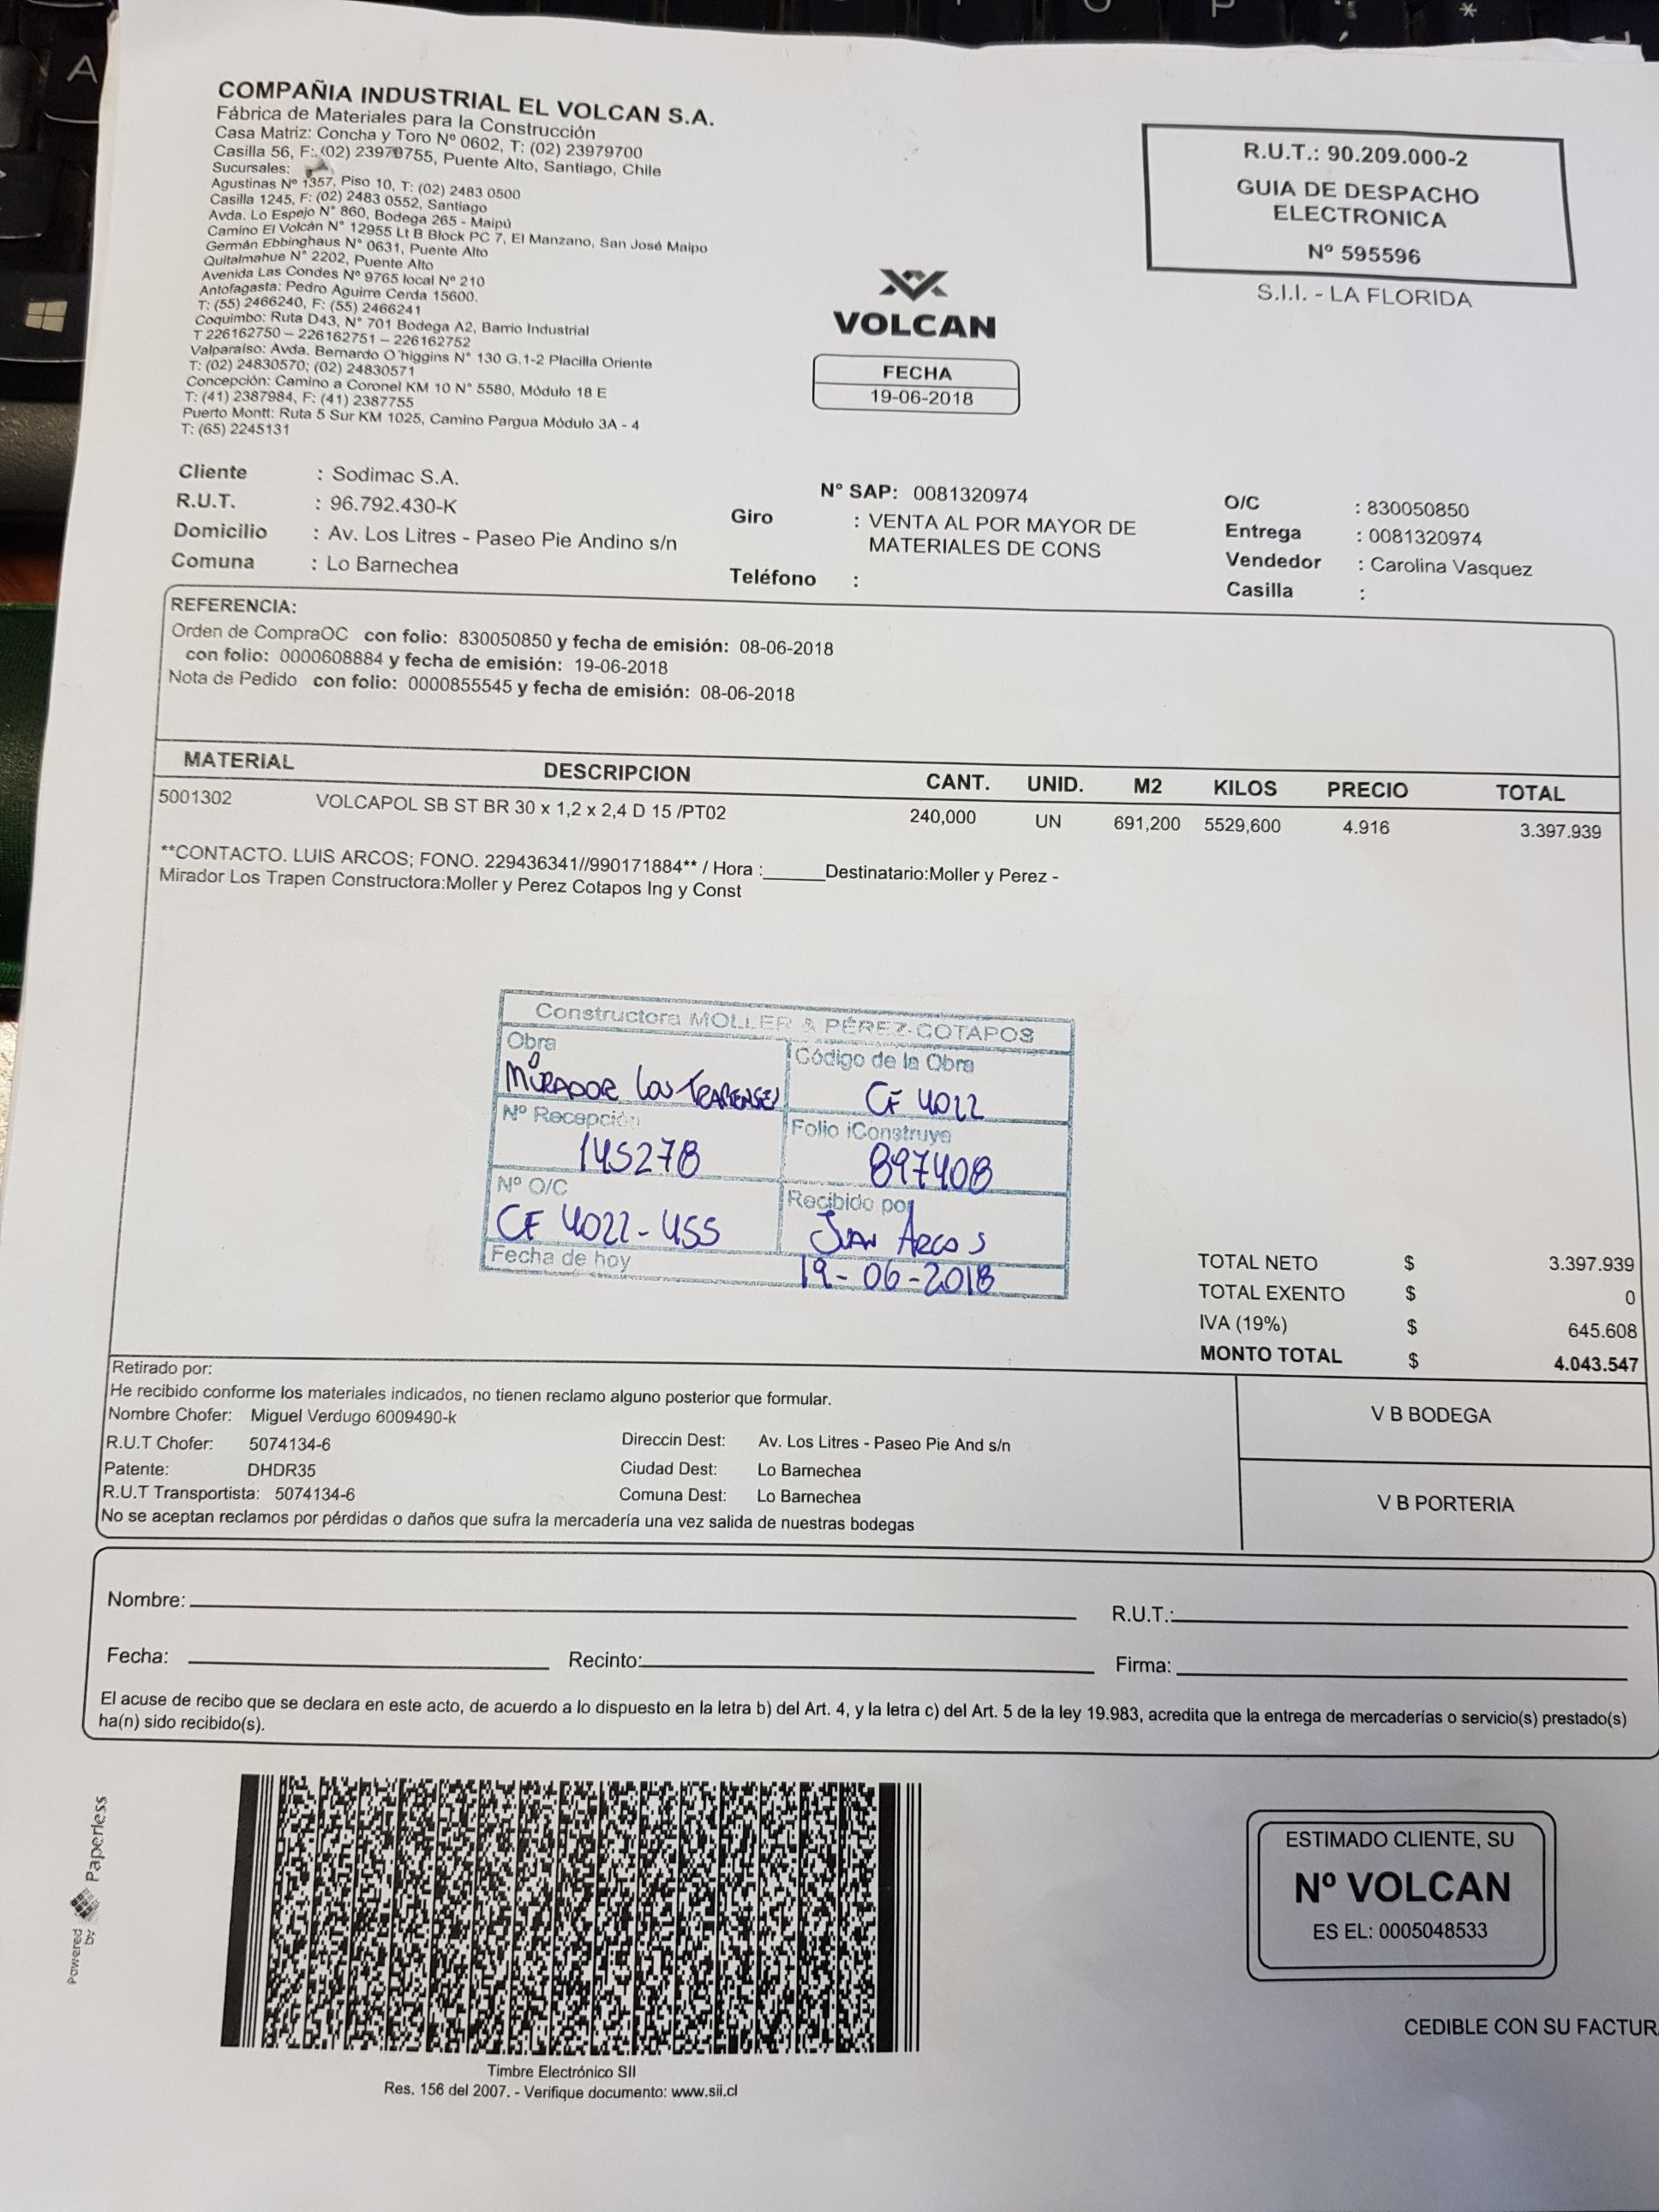 COMPAÑIA INDUSTRIAL EL VOLCAN S.A.
Fábrica de Materiales para la Construcción
Casa Matriz: Concha y Toro Nº 0602, T: (02) 23979700
Casilla 56, F:.(02) 23970755, Puente Alto, Santiago, Chile
Sucursales:
Agustinas Nº 1357, Piso 10, T: (02) 2483 0500
Casilla 1245, F: (02) 2483 0552, Santiago
Avda. Lo Espejo N° 860, Bodega 265 - Maipú
Camino El Volcán N° 12955 Lt B Block PC 7, El Manzano, San José Maipo
Germán Ebbinghaus N° 0631, Puente Alto
Quitalmahue N° 2202, Puente Alto
Avenida Las Condes Nº 9765 local N° 210
Antofagasta: Pedro Aguirre Cerda 15600.
T: (55) 2466240, F: (55) 2466241
Coquimbo: Ruta D43, N° 701 Bodega A2, Barrio Industrial
T 226162750 – 226162751 – 226162752
Valparaíso: Avda. Bernardo O´higgins N° 130 G.1-2 Placilla Oriente
T: (02) 24830570; (02) 24830571
Concepción: Camino a Coronel KM 10 N° 5580, Módulo 18 E
T: (41) 2387984, F: (41) 2387755
Puerto Montt: Ruta 5 Sur KM 1025, Camino Pargua Módulo 3A - 4
T: (65) 2245131
VOLCAN
FECHA
19-06-2018
R.U.T.: 90.209.000-2
GUIA DE DESPACHO
ELECTRONICA
Nº 595596
S.I.I. - LA FLORIDA
Cliente : Sodimac S.A.
R.U.T. : 96.792.430-K
Domicilio : Av. Los Litres - Paseo Pie Andino s/n
Comuna : Lo Barnechea
N° SAP: 0081320974
Giro : VENTA AL POR MAYOR DE
MATERIALES DE CONS
Teléfono :
O/C : 830050850
Entrega : 0081320974
Vendedor : Carolina Vasquez
Casilla :
REFERENCIA:
Orden de CompraOC con folio: 830050850 y fecha de emisión: 08-06-2018
con folio: 0000608884 y fecha de emisión: 19-06-2018
Nota de Pedido con folio: 0000855545 y fecha de emisión: 08-06-2018
MATERIAL DESCRIPCION CANT. UNID. M2 KILOS PRECIO TOTAL
5001302 VOLCAPOL SB ST BR 30 x 1,2 x 2,4 D 15 /PT02 240,000 UN 691,200 5529,600 4.916 3.397.939
**CONTACTO. LUIS ARCOS; FONO. 229436341//990171884** / Hora :______Destinatario:Moller y Perez -
Mirador Los Trapen Constructora:Moller y Perez Cotapos Ing y Const
Constructora MOLLER & PÉREZ-COTAPOS
Obra
MIRADOR LOS TRAPENSES
Código de la Obra
CF 4022
Nº Recepción
145278
Folio iConstruye
897408
Nº O/C
CF 4022-455
Recibido por
JUAN ARCOS
Fecha de hoy
19-06-2018
TOTAL NETO $ 3.397.939
TOTAL EXENTO $ 0
IVA (19%) $ 645.608
MONTO TOTAL $ 4.043.547
Retirado por:
He recibido conforme los materiales indicados, no tienen reclamo alguno posterior que formular.
Nombre Chofer: Miguel Verdugo 6009490-k
R.U.T Chofer: 5074134-6 Direccin Dest: Av. Los Litres - Paseo Pie And s/n
Patente: DHDR35 Ciudad Dest: Lo Barnechea
R.U.T Transportista: 5074134-6 Comuna Dest: Lo Barnechea
No se aceptan reclamos por pérdidas o daños que sufra la mercadería una vez salida de nuestras bodegas
V B BODEGA
V B PORTERIA
Nombre: R.U.T.:
Fecha: Recinto: Firma:
El acuse de recibo que se declara en este acto, de acuerdo a lo dispuesto en la letra b) del Art. 4, y la letra c) del Art. 5 de la ley 19.983, acredita que la entrega de mercaderías o servicio(s) prestado(s)
ha(n) sido recibido(s).
Powered by Paperless
Timbre Electrónico SII
Res. 156 del 2007. - Verifique documento: www.sii.cl
ESTIMADO CLIENTE, SU
Nº VOLCAN
ES EL: 0005048533
CEDIBLE CON SU FACTUR